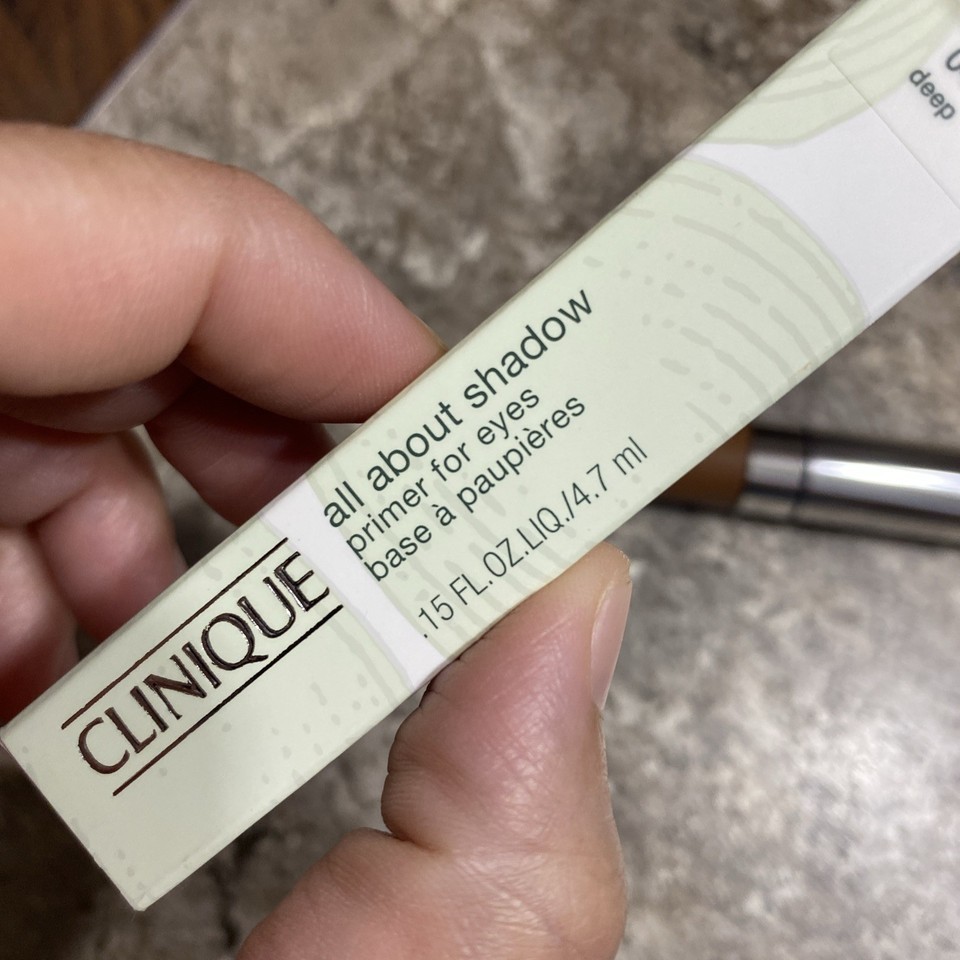 CLINIQUE
all about shadow
primer for eyes
base à paupières
.15 FL.OZ.LIQ./4.7 ml
deep